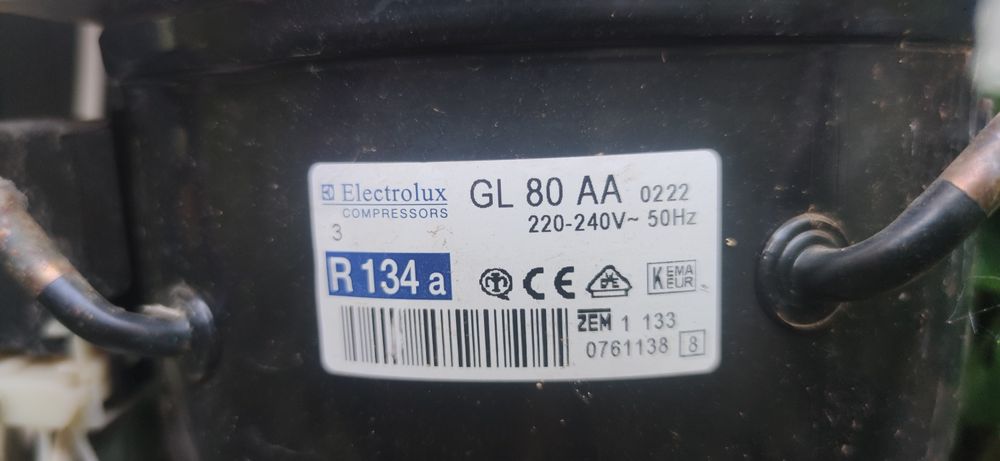 Electrolux
COMPRESSORS
GL 80 AA 0222
220-240V~ 50Hz
3
R 134 a
CE
KEMA
EUR
ZEM 1 133
0761138 8